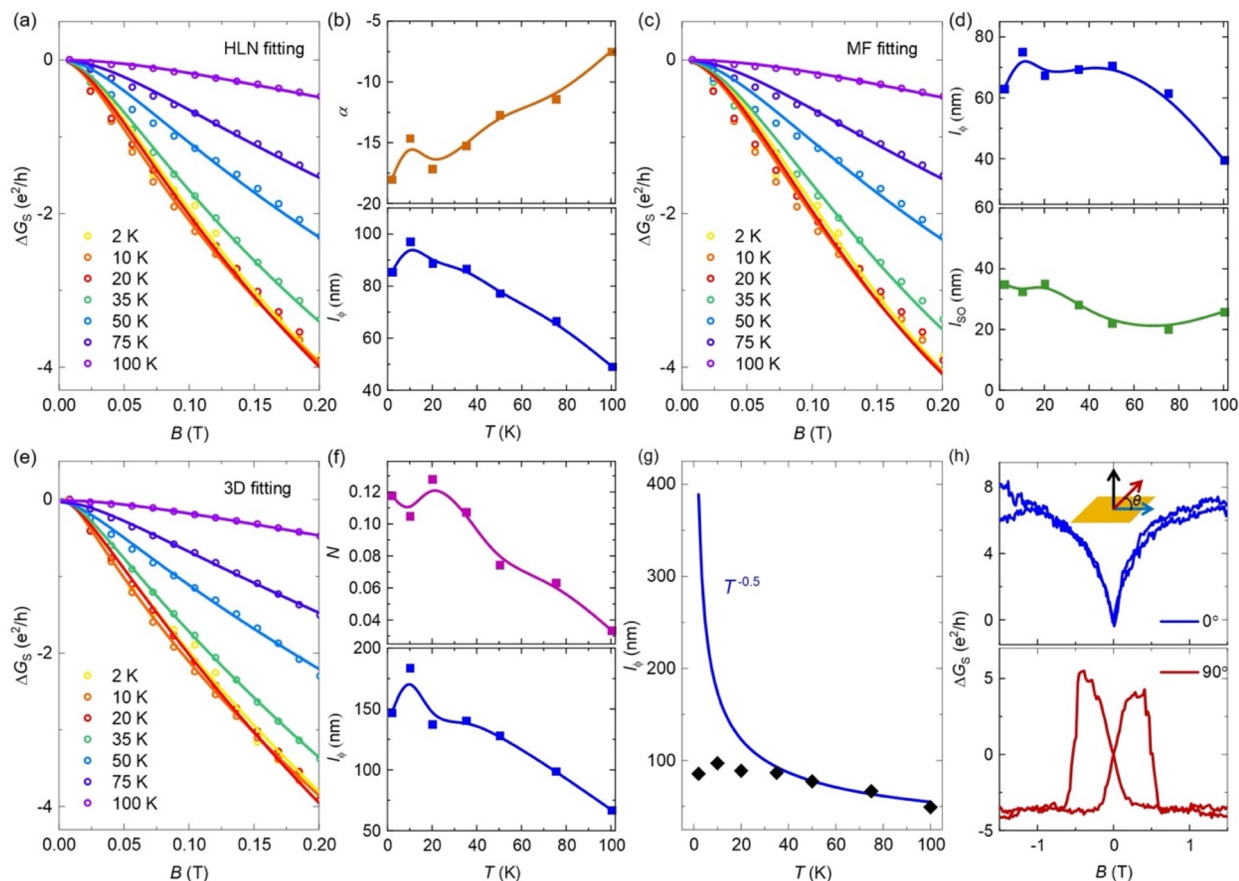 (a)
HLN fitting
0
-2
-4
ΔG_S (e²/h)
2 K
10 K
20 K
35 K
50 K
75 K
100 K
0.00 0.05 0.10 0.15 0.20
B (T)
(b)
-5
-10
-15
-20
α
100
80
60
40
l_ϕ (nm)
0 20 40 60 80 100
T (K)
(c)
MF fitting
0
-2
-4
ΔG_S (e²/h)
2 K
10 K
20 K
35 K
50 K
75 K
100 K
0.00 0.05 0.10 0.15 0.20
B (T)
(d)
80
60
40
l_ϕ (nm)
60
40
20
0
l_SO (nm)
0 20 40 60 80 100
T (K)
(e)
3D fitting
0
-2
-4
ΔG_S (e²/h)
2 K
10 K
20 K
35 K
50 K
75 K
100 K
0.00 0.05 0.10 0.15 0.20
B (T)
(f)
0.12
0.10
0.08
0.06
0.04
N
200
150
100
50
l_ϕ (nm)
0 20 40 60 80 100
T (K)
(g)
400
300
200
100
0
l_ϕ (nm)
T^-0.5
0 20 40 60 80 100
T (K)
(h)
8
4
0
θ
0°
ΔG_S (e²/h)
5
0
-5
90°
-1 0 1
B (T)